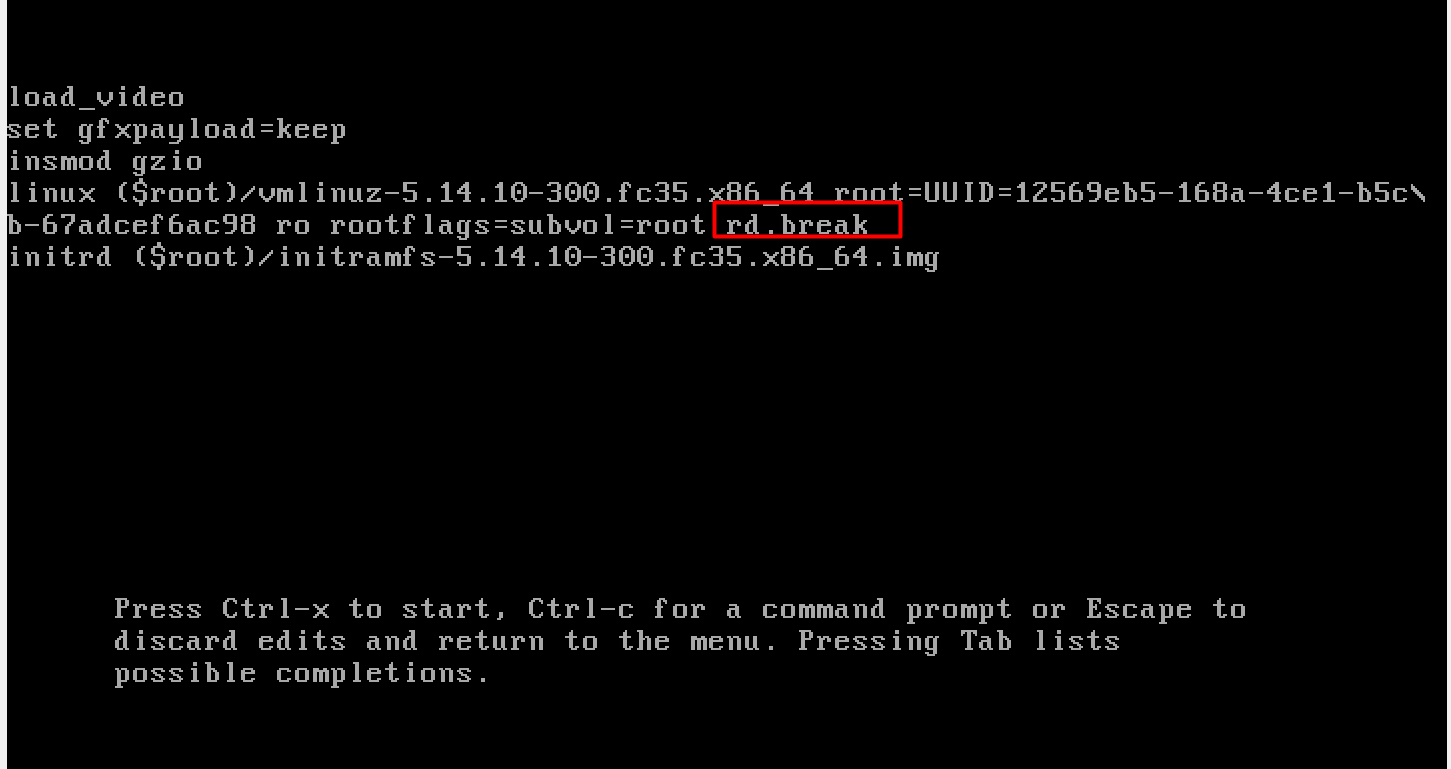 load_video
set gfxpayload=keep
insmod gzio
linux ($root)/vmlinuz-5.14.10-300.fc35.x86_64 root=UUID=12569eb5-168a-4ce1-b5c\
b-67adcef6ac98 ro rootflags=subvol=root rd.break
initrd ($root)/initramfs-5.14.10-300.fc35.x86_64.img
Press Ctrl-x to start, Ctrl-c for a command prompt or Escape to
discard edits and return to the menu. Pressing Tab lists
possible completions.